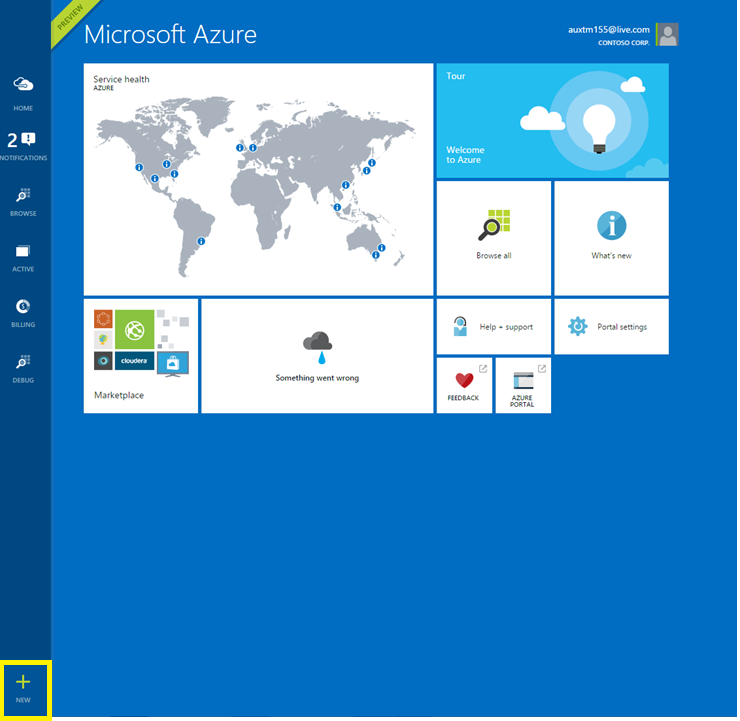 PREVIEW
Microsoft Azure
auxtm155@live.com
CONTOSO CORP.
HOME
2
NOTIFICATIONS
BROWSE
ACTIVE
BILLING
DEBUG
NEW
Service health
AZURE
Tour
Welcome
to Azure
Browse all
What's new
cloudera
Marketplace
Something went wrong
Help + support
Portal settings
FEEDBACK
AZURE
PORTAL